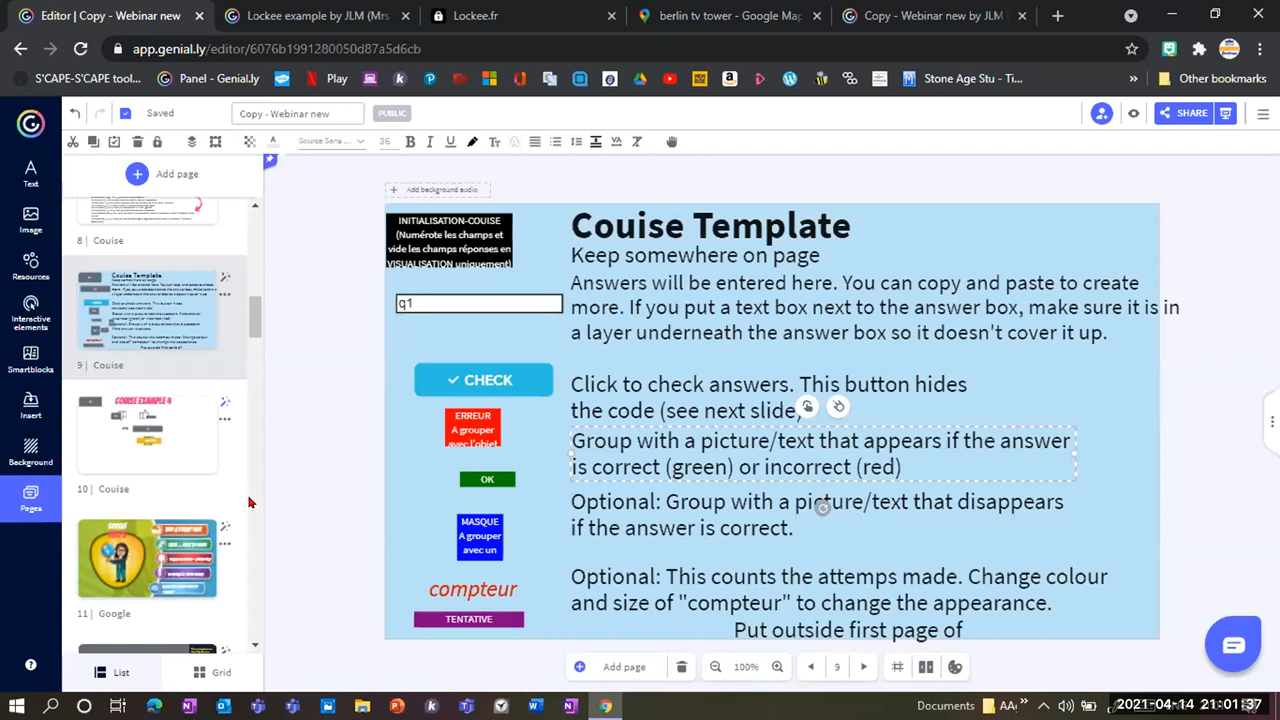 Editor | Copy - Webinar new
Lockee example by JLM (Mrs
Lockee.fr
berlin tv tower - Google Map
Copy - Webinar new by JLM
app.genial.ly/editor/6076b1991280050d87a5d6cb
S'CAPE-S'CAPE tool...
Panel - Genial.ly
Play
Stone Age Stu - Ti...
Other bookmarks
Saved
Copy - Webinar new
PUBLIC
SHARE
Source Sans ...
36
Add page
Text
Image
Resources
Interactive
elements
Smartblocks
Insert
Background
Pages
8 | Couise
Couise Template
9 | Couise
COUISE EXAMPLE 4
10 | Couise
11 | Google
List
Grid
Add background audio
INITIALISATION-COUISE
(Numérote les champs et
vide les champs réponses en
VISUALISATION uniquement)
Couise Template
Keep somewhere on page
q1
Answers will be entered here. You can copy and paste to create
more. If you put a text box next to the answer box, make sure it is in
a layer underneath the answer box so it doesn't cover it up.
CHECK
Click to check answers. This button hides
the code (see next slide)
ERREUR
A grouper
avec l'objet
Group with a picture/text that appears if the answer
is correct (green) or incorrect (red)
OK
Optional: Group with a picture/text that disappears
if the answer is correct.
MASQUE
A grouper
avec un
compteur
TENTATIVE
Optional: This counts the attemps made. Change colour
and size of "compteur" to change the appearance.
Put outside first page of
Add page
100%
9
Documents
2021-04-14 21:01:37